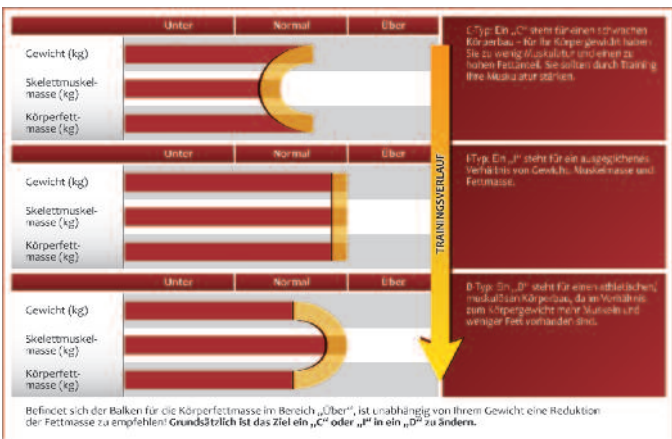 Unter Normal Über
Gewicht (kg)
Skelettmuskel-
masse (kg)
Körperfett-
masse (kg)
C-Typ: Ein „C" steht für einen schwachen
Körperbau – für Ihr Körpergewicht haben
Sie zu wenig Muskulatur und einen zu
hohen Fettanteil. Sie sollten durch Training
Ihre Muskulatur stärken.
Unter Normal Über
Gewicht (kg)
Skelettmuskel-
masse (kg)
Körperfett-
masse (kg)
I-Typ: Ein „I" steht für ein ausgeglichenes
Verhältnis von Gewicht, Muskelmasse und
Fettmasse.
Unter Normal Über
Gewicht (kg)
Skelettmuskel-
masse (kg)
Körperfett-
masse (kg)
D-Typ: Ein „D" steht für einen athletischen/
muskulösen Körperbau, da im Verhältnis
zum Körpergewicht mehr Muskeln und
weniger Fett vorhanden sind.
TRAININGSVERLAUF
Befindet sich der Balken für die Körperfettmasse im Bereich „Über", ist unabhängig von Ihrem Gewicht eine Reduktion
der Fettmasse zu empfehlen! Grundsätzlich ist das Ziel ein „C" oder „I" in ein „D" zu ändern.